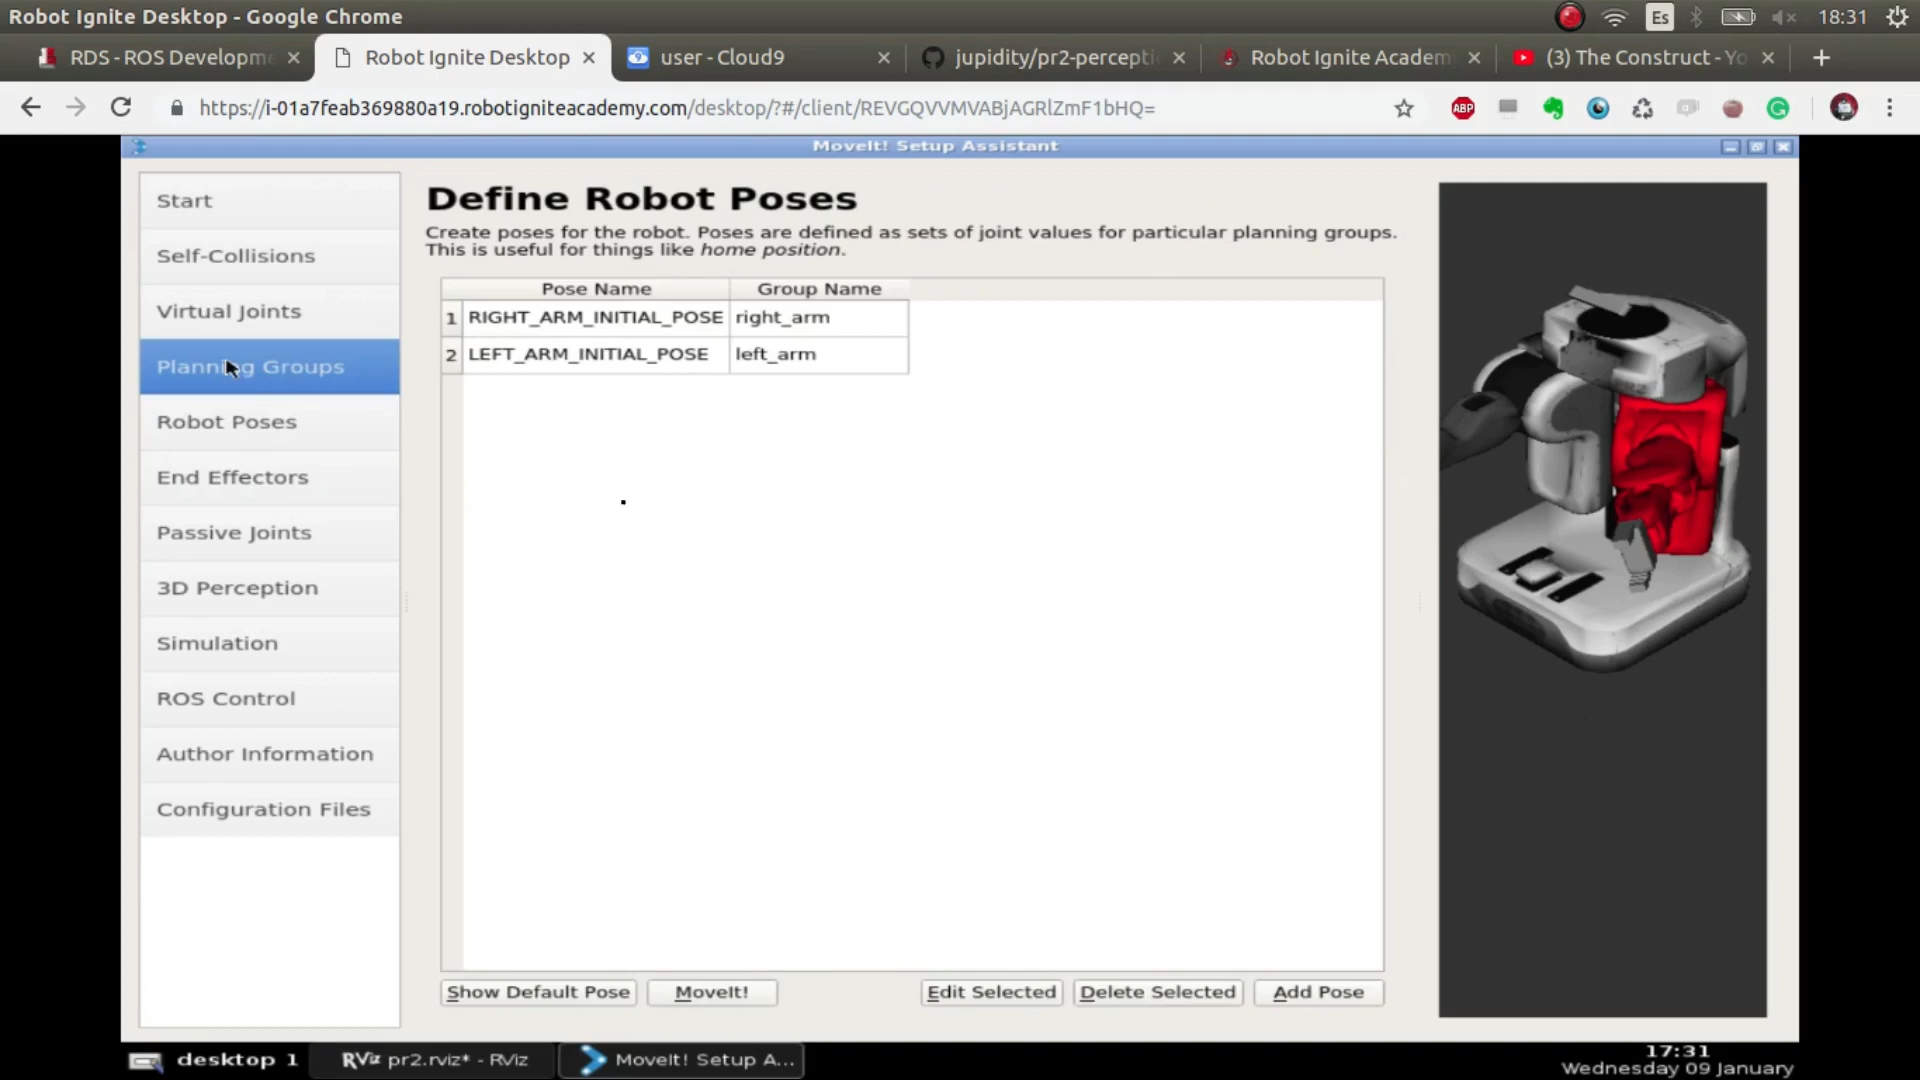 Robot Ignite Desktop - Google Chrome
Es
18:31
RDS - ROS Developme
Robot Ignite Desktop
user - Cloud9
jupidity/pr2-percepti
Robot Ignite Academ
(3) The Construct - Yo
https://i-01a7feab369880a19.robotigniteacademy.com/desktop/?#/client/REVGQVVMVABjAGRlZmF1bHQ=
ABP
MoveIt! Setup Assistant
Start
Self-Collisions
Virtual Joints
Planning Groups
Robot Poses
End Effectors
Passive Joints
3D Perception
Simulation
ROS Control
Author Information
Configuration Files
Define Robot Poses
Create poses for the robot. Poses are defined as sets of joint values for particular planning groups.
This is useful for things like home position.
Pose Name Group Name
1 RIGHT_ARM_INITIAL_POSE right_arm
2 LEFT_ARM_INITIAL_POSE left_arm
Show Default Pose
MoveIt!
Edit Selected
Delete Selected
Add Pose
desktop 1
RViz pr2.rviz* - RViz
MoveIt! Setup A...
17:31
Wednesday 09 January